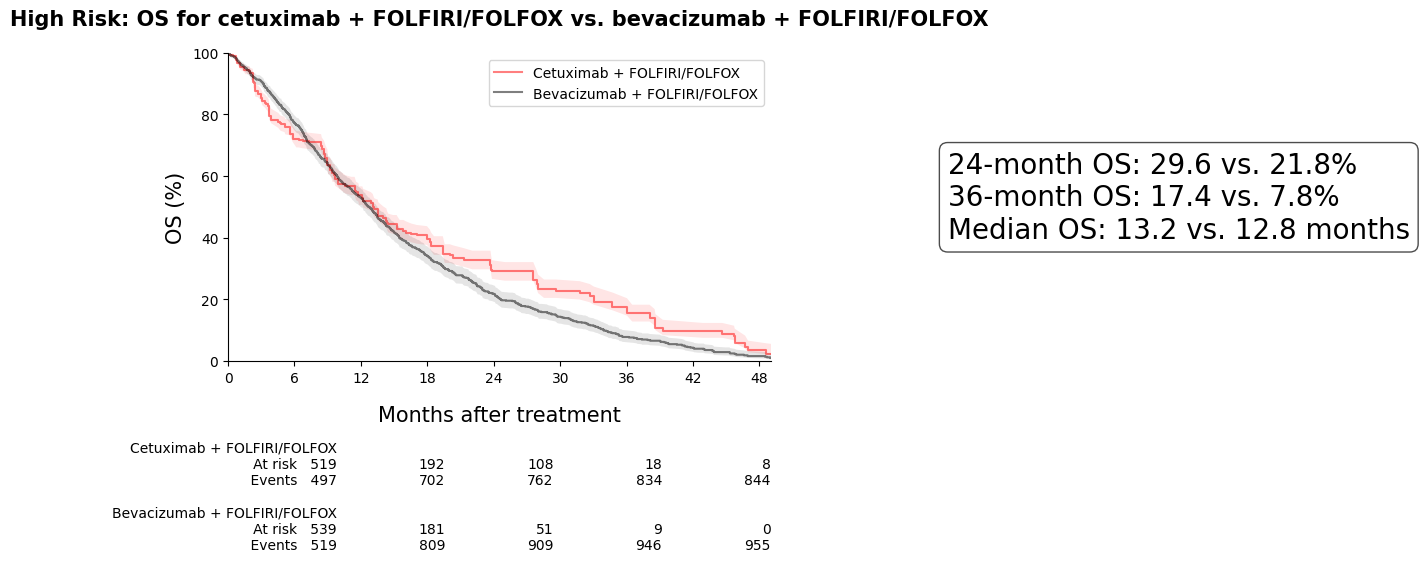 High Risk: OS for cetuximab + FOLFIRI/FOLFOX vs. bevacizumab + FOLFIRI/FOLFOX
100
80
60
40
20
0
OS (%)
Cetuximab + FOLFIRI/FOLFOX
Bevacizumab + FOLFIRI/FOLFOX
24-month OS: 29.6 vs. 21.8%
36-month OS: 17.4 vs. 7.8%
Median OS: 13.2 vs. 12.8 months
0 6 12 18 24 30 36 42 48
Months after treatment
Cetuximab + FOLFIRI/FOLFOX
At risk 519 192 108 18 8
Events 497 702 762 834 844
Bevacizumab + FOLFIRI/FOLFOX
At risk 539 181 51 9 0
Events 519 809 909 946 955